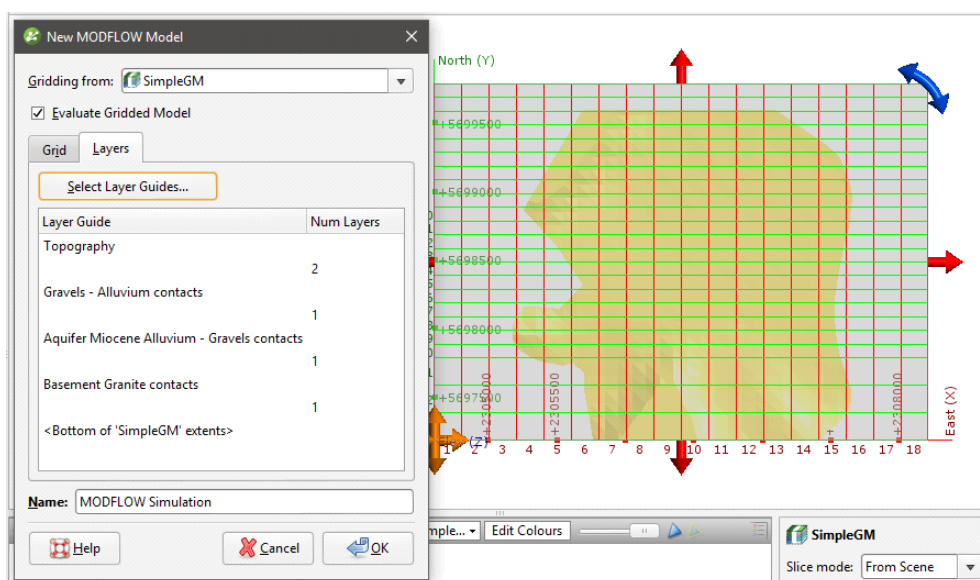 New MODFLOW Model
Gridding from: SimpleGM
Evaluate Gridded Model
Grid Layers
Select Layer Guides...
Layer Guide Num Layers
Topography
2
Gravels - Alluvium contacts
1
Aquifer Miocene Alluvium - Gravels contacts
1
Basement Granite contacts
1
<Bottom of 'SimpleGM' extents>
Name: MODFLOW Simulation
Help Cancel OK
North (Y)
+5699500
+5699000
+5698500
+5698000
+5697500
+2305000
+2305500
+2308000
East (X)
(Z)
1 2 3 4 5 6 7 8 9 10 11 12 13 14 15 16 17 18
Edit Colours
SimpleGM
Slice mode: From Scene